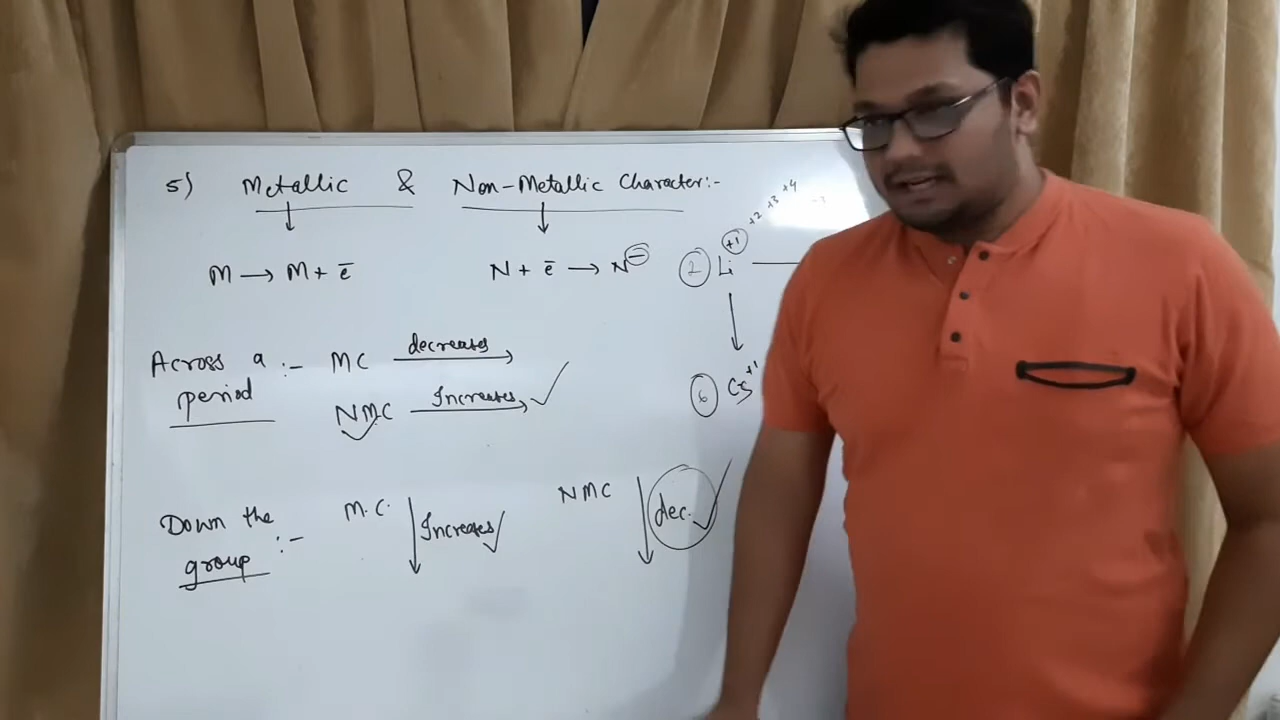 5) Metallic & Non-Metallic Character:-
M → M + ē
N + ē → N⊖
+1 +2 +3 +4
② Li
⑥ Cs+1
Across a period :- MC decreases →
NMC Increases → ✓
Down the group :- M.C. ↓ Increases ✓ NMC ↓ dec. ✓